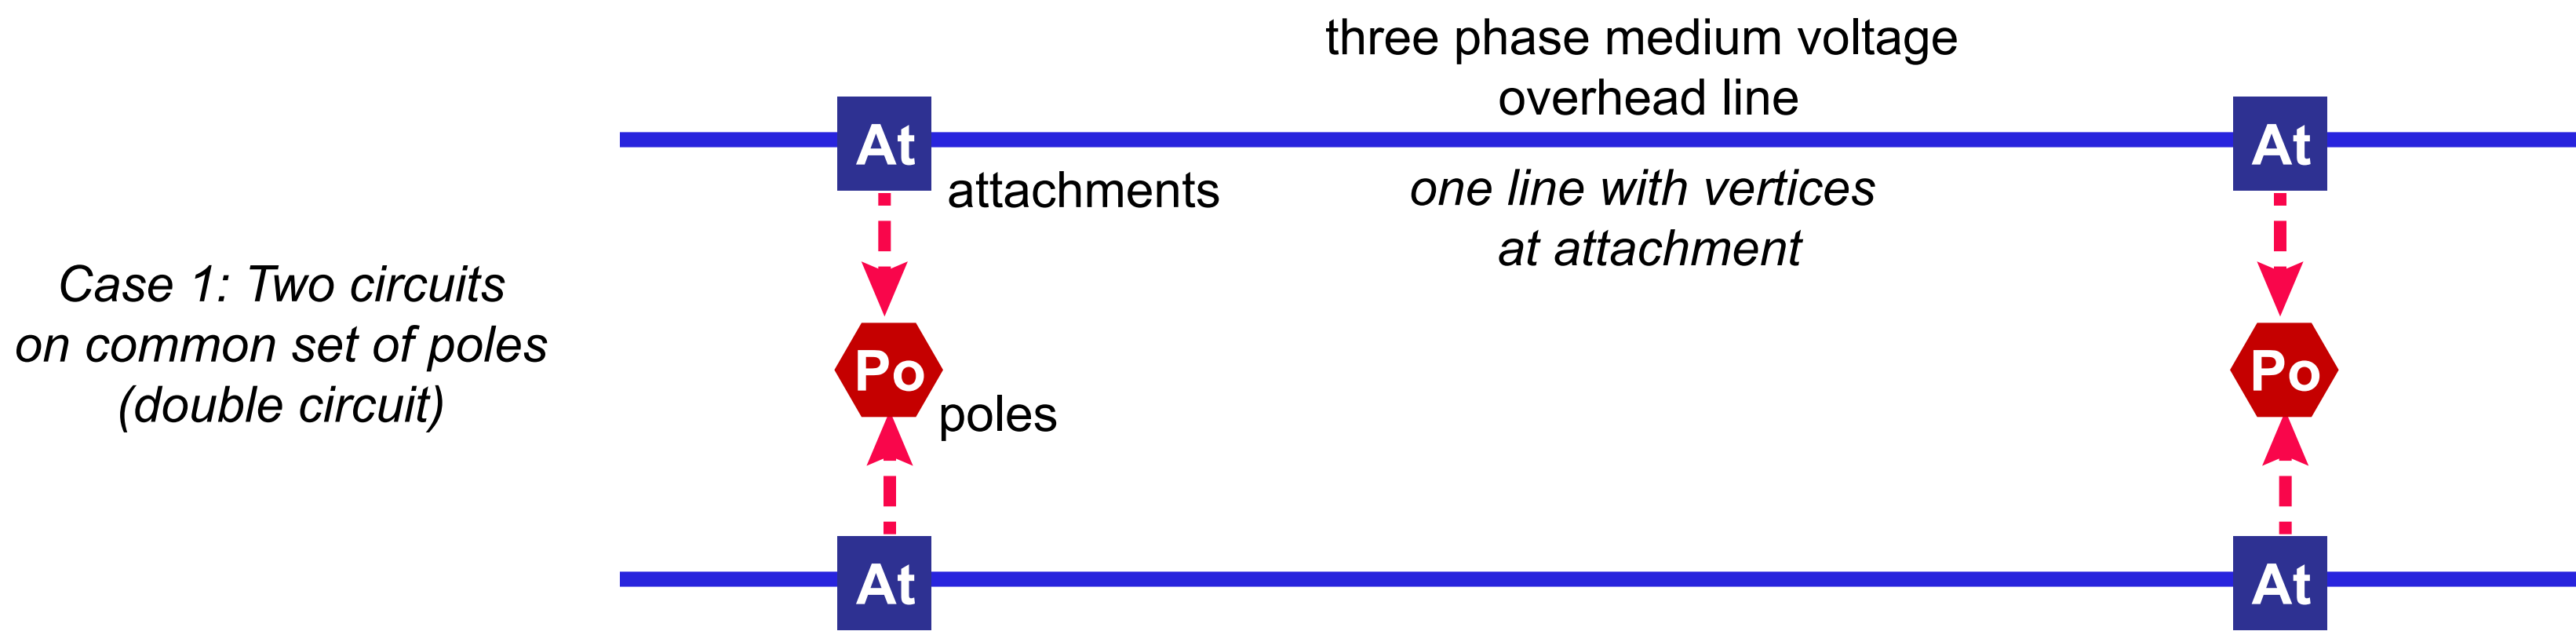 three phase medium voltage
overhead line
At
At
attachments
one line with vertices
at attachment
Case 1: Two circuits
on common set of poles
(double circuit)
Po
poles
Po
At
At